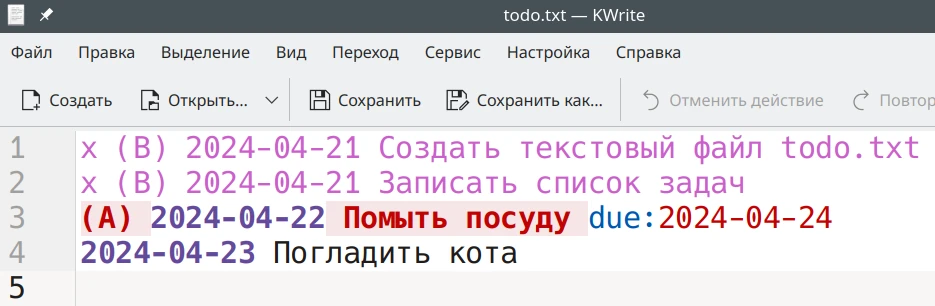 todo.txt — KWrite
Файл Правка Выделение Вид Переход Сервис Настройка Справка
Создать Открыть... Сохранить Сохранить как... Отменить действие Повтор
1 x (B) 2024-04-21 Создать текстовый файл todo.txt
2 x (B) 2024-04-21 Записать список задач
3 (A) 2024-04-22 Помыть посуду due:2024-04-24
4 2024-04-23 Погладить кота
5